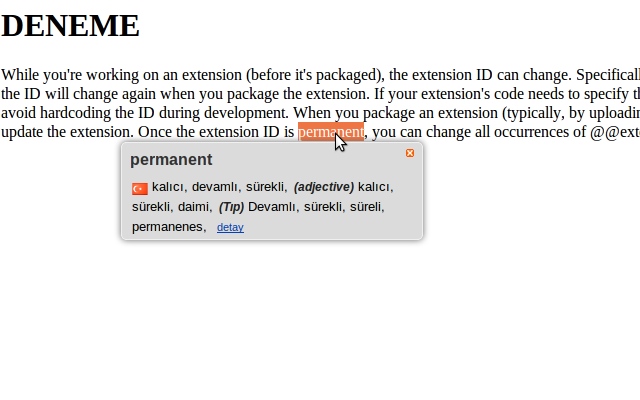 DENEME
While you're working on an extension (before it's packaged), the extension ID can change. Specifical
the ID will change again when you package the extension. If your extension's code needs to specify th
avoid hardcoding the ID during development. When you package an extension (typically, by uploadin
update the extension. Once the extension ID is permanent, you can change all occurrences of @@exte
permanent
kalıcı, devamlı, sürekli, (adjective) kalıcı,
sürekli, daimi, (Tıp) Devamlı, sürekli, süreli,
permanenes, detay